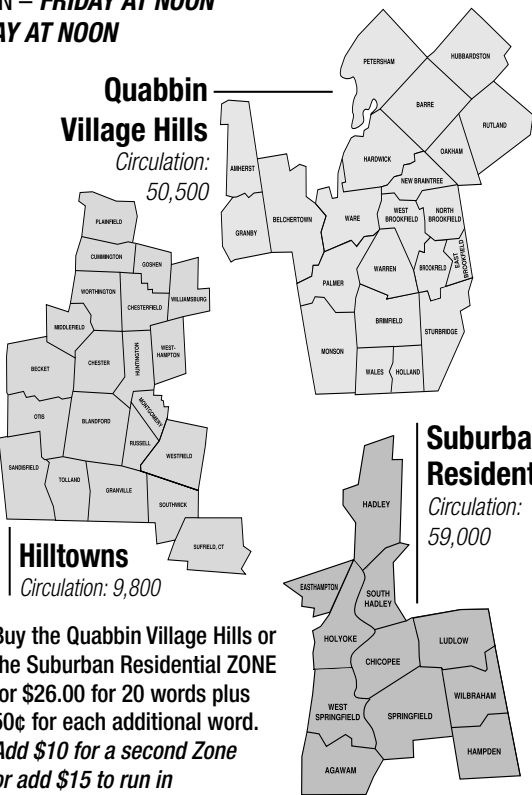 N – FRIDAY AT NOON
AY AT NOON
Quabbin
Village Hills
Circulation:
50,500
PETERSHAM
HUBBARDSTON
BARRE
RUTLAND
HARDWICK
OAKHAM
NEW BRAINTREE
AMHERST
GRANBY
BELCHERTOWN
WARE
WEST
BROOKFIELD
NORTH
BROOKFIELD
EAST
BROOKFIELD
BROOKFIELD
WARREN
PALMER
BRIMFIELD
STURBRIDGE
MONSON
WALES
HOLLAND
PLAINFIELD
CUMMINGTON
GOSHEN
WORTHINGTON
CHESTERFIELD
WILLIAMSBURG
MIDDLEFIELD
WEST-
HAMPTON
HUNTINGTON
CHESTER
BECKET
MONTGOMERY
OTIS
BLANDFORD
RUSSELL
WESTFIELD
SANDISFIELD
TOLLAND
GRANVILLE
SOUTHWICK
SUFIELD, CT
Hilltowns
Circulation: 9,800
Suburba
Resident
Circulation:
59,000
HADLEY
EASTHAMPTON
SOUTH
HADLEY
HOLYOKE
LUDLOW
CHICOPEE
WEST
SPRINGFIELD
SPRINGFIELD
WILBRAHAM
HAMPDEN
AGAWAM
Buy the Quabbin Village Hills or
the Suburban Residential ZONE
for $26.00 for 20 words plus
50¢ for each additional word.
Add $10 for a second Zone
or add $15 to run in